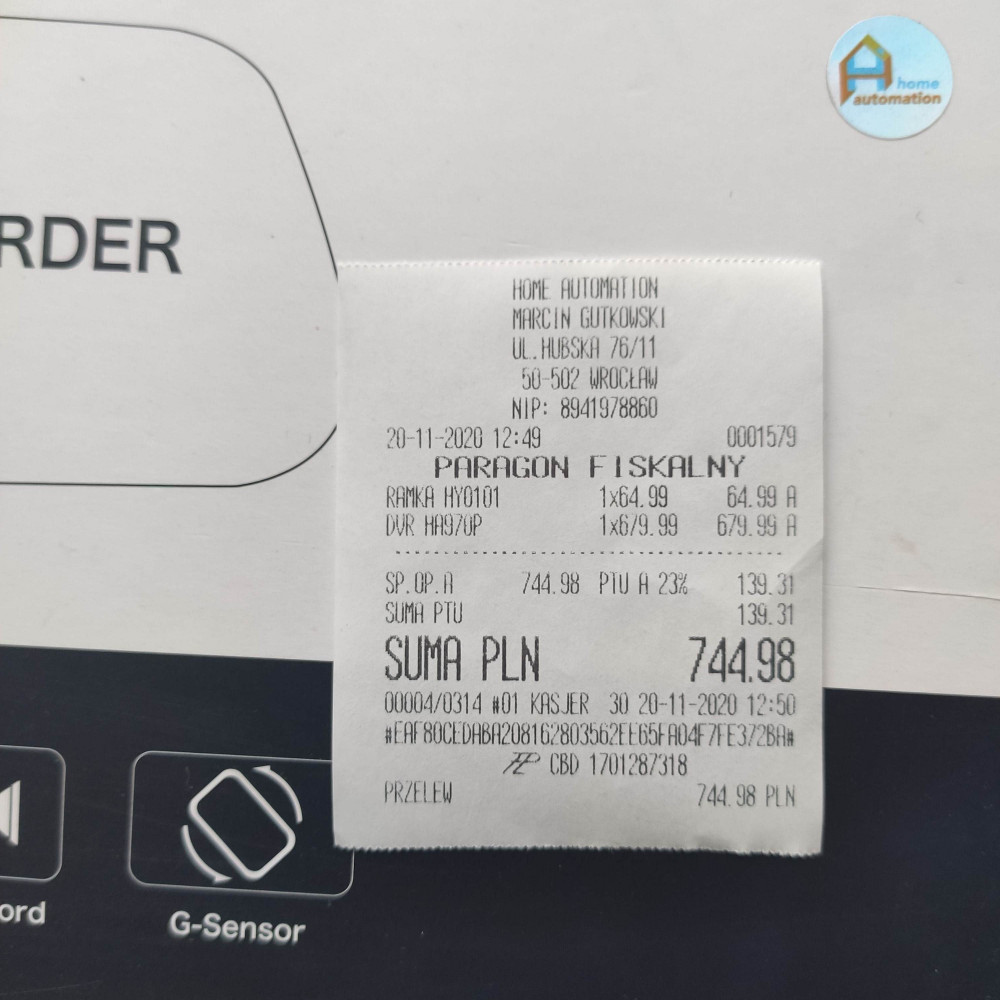 home
automation
RDER
HOME AUTOMATION
MARCIN GUTKOWSKI
UL.HUBSKA 76/11
50-502 WROCŁAW
NIP: 8941978860
20-11-2020 12:49 0001579
PARAGON FISKALNY
RAMKA HY0101 1x64.99 64.99 A
DVR HA970P 1x679.99 679.99 A
SP.OP.A 744.98 PTU A 23% 139.31
SUMA PTU 139.31
SUMA PLN 744.98
00004/0314 #01 KASJER 30 20-11-2020 12:50
CBD 1701287318
PRZELEW 744.98 PLN
ord
G-Sensor